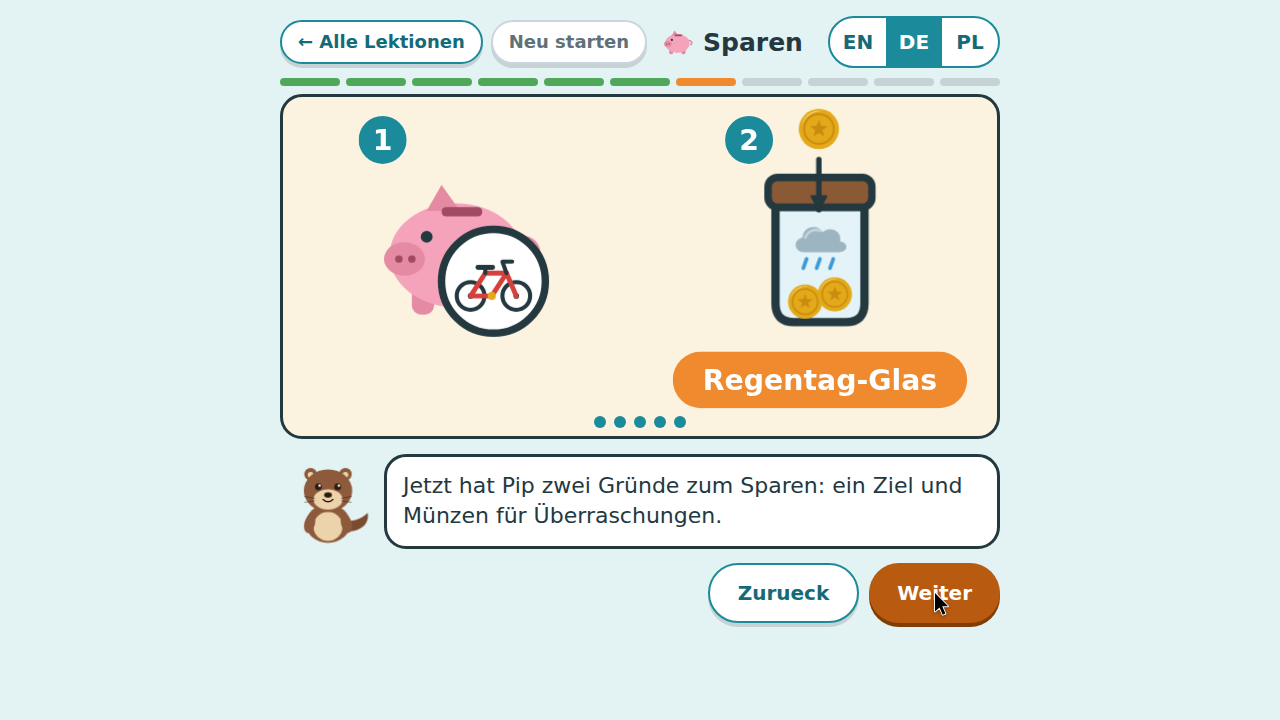 ← Alle Lektionen
Neu starten
Sparen
EN DE PL
1
2
Regentag-Glas
Jetzt hat Pip zwei Gründe zum Sparen: ein Ziel und
Münzen für Überraschungen.
Zurueck
Weiter